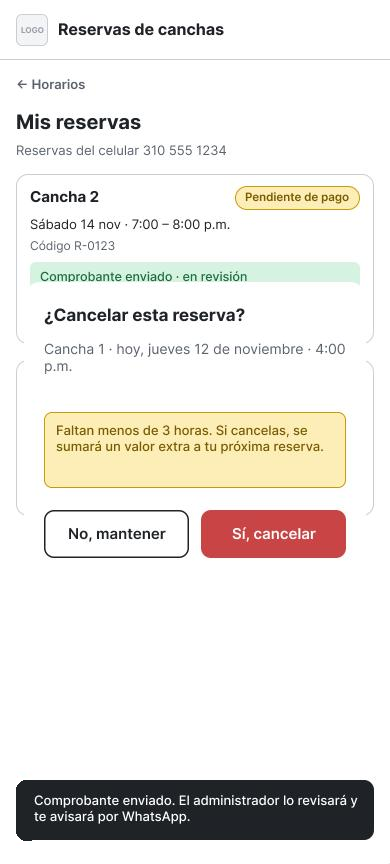 LOGO
Reservas de canchas
← Horarios
Mis reservas
Reservas del celular 310 555 1234
Cancha 2
Pendiente de pago
Sábado 14 nov · 7:00 – 8:00 p.m.
Código R-0123
Comprobante enviado · en revisión
¿Cancelar esta reserva?
Cancha 1 · hoy, jueves 12 de noviembre · 4:00
p.m.
Faltan menos de 3 horas. Si cancelas, se
sumará un valor extra a tu próxima reserva.
No, mantener
Sí, cancelar
Comprobante enviado. El administrador lo revisará y
te avisará por WhatsApp.